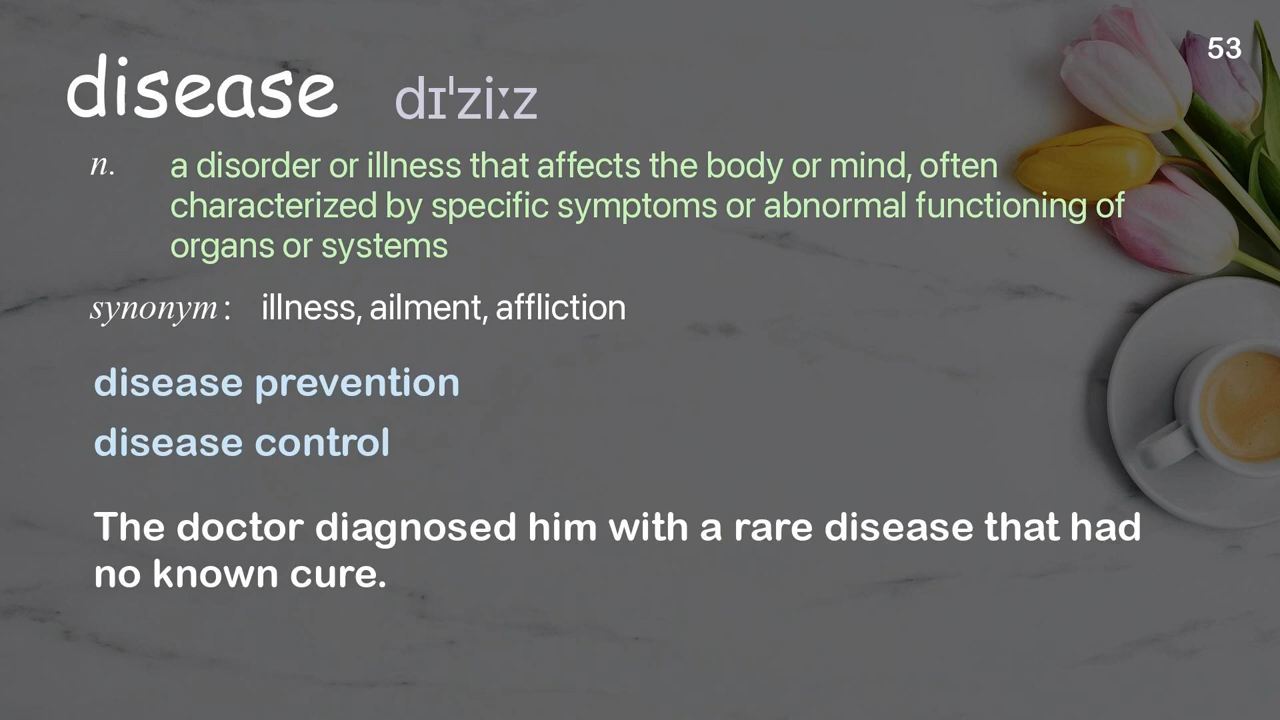 53
disease dɪˈziːz
n. a disorder or illness that affects the body or mind, often
characterized by specific symptoms or abnormal functioning of
organs or systems
synonym: illness, ailment, affliction
disease prevention
disease control
The doctor diagnosed him with a rare disease that had
no known cure.